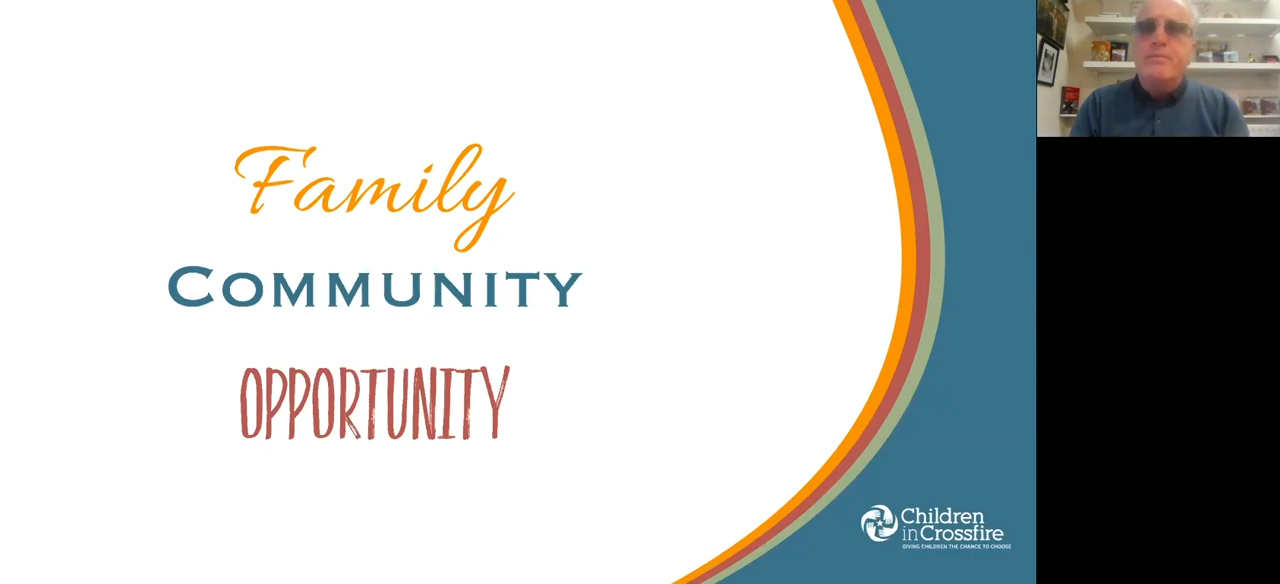 Family
COMMUNITY
OPPORTUNITY
Children
in Crossfire
GIVING CHILDREN THE CHANCE TO CHOOSE